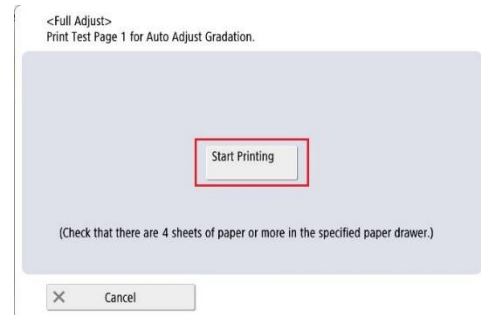 <Full Adjust>
Print Test Page 1 for Auto Adjust Gradation.
Start Printing
(Check that there are 4 sheets of paper or more in the specified paper drawer.)
Cancel